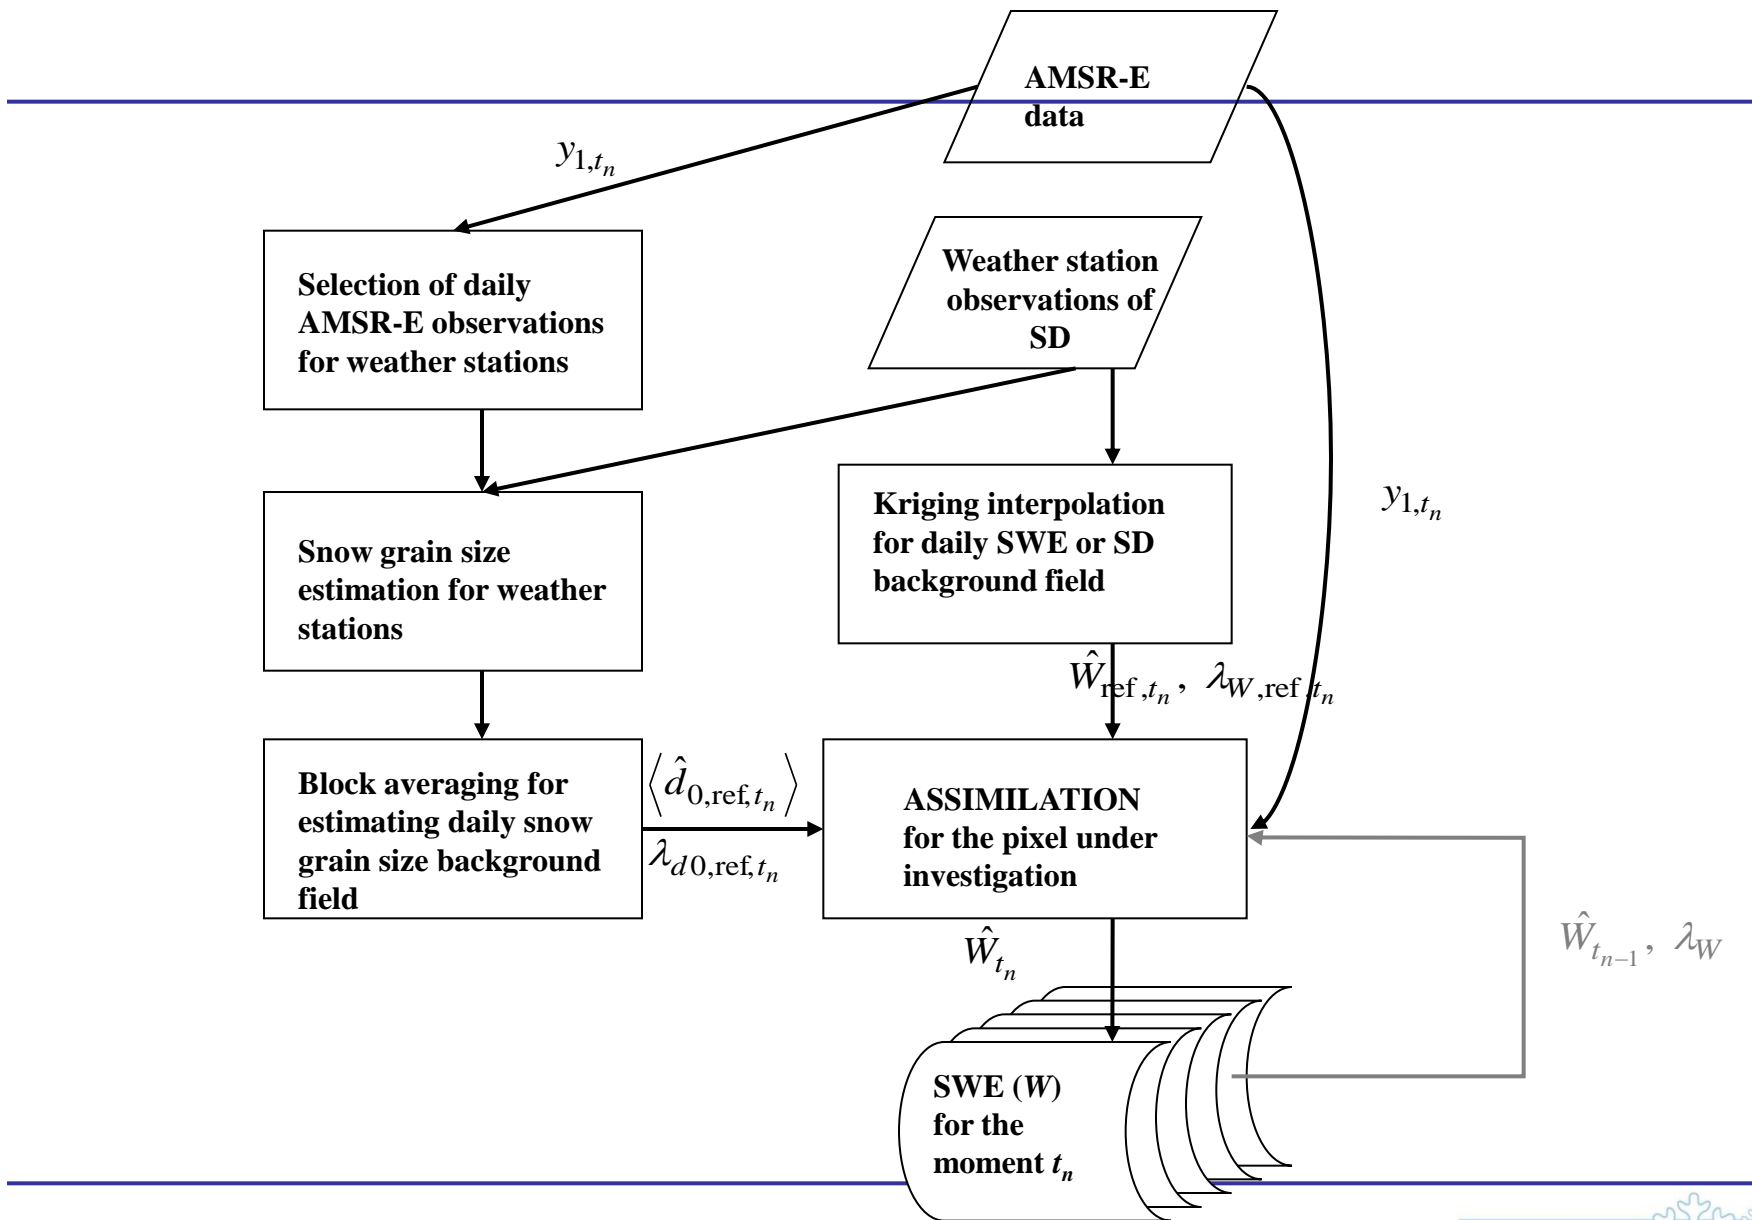 AMSR-E
data
y₁,tₙ
Selection of daily
AMSR-E observations
for weather stations
Weather station
observations of
SD
Kriging interpolation
for daily SWE or SD
background field
y₁,tₙ
Snow grain size
estimation for weather
stations
Ŵref,tₙ, λW,ref,tₙ
Block averaging for
estimating daily snow
grain size background
field
⟨d̂0,ref,tₙ⟩
λd0,ref,tₙ
ASSIMILATION
for the pixel under
investigation
Ŵtₙ
Ŵtₙ₋₁, λW
SWE (W)
for the
moment tₙ